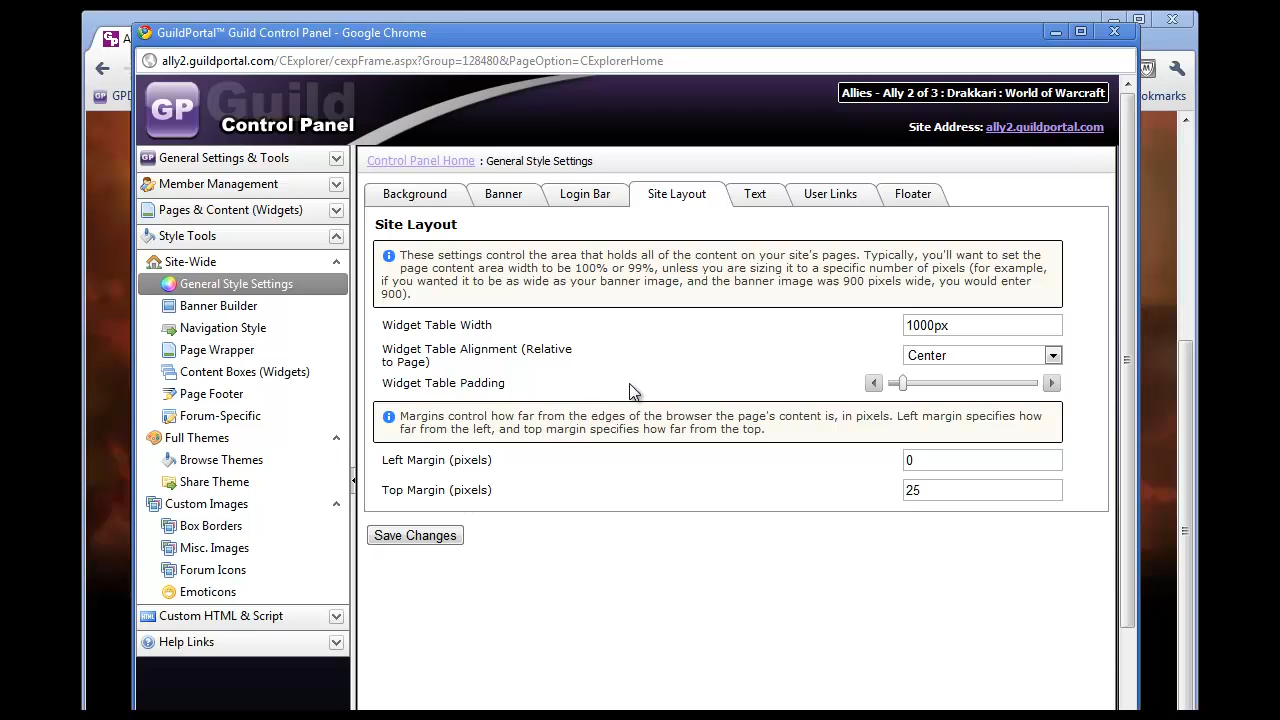 GuildPortal™ Guild Control Panel - Google Chrome
ally2.guildportal.com/CExplorer/cexpFrame.aspx?GrpIp=128480&PageOption=CExplorerHome
GPD
okmarks
GP
Guild
Control Panel
Allies - Ally 2 of 3 : Drakkari : World of Warcraft
Site Address: ally2.guildportal.com
General Settings & Tools
Member Management
Pages & Content (Widgets)
Style Tools
Site-Wide
General Style Settings
Banner Builder
Navigation Style
Page Wrapper
Content Boxes (Widgets)
Page Footer
Forum-Specific
Full Themes
Browse Themes
Share Theme
Custom Images
Box Borders
Misc. Images
Forum Icons
Emoticons
Custom HTML & Script
Help Links
Control Panel Home : General Style Settings
Background Banner Login Bar Site Layout Text User Links Floater
Site Layout
These settings control the area that holds all of the content on your site's pages. Typically, you'll want to set the
page content area width to be 100% or 99%, unless you are sizing it to a specific number of pixels (for example,
if you wanted it to be as wide as your banner image, and the banner image was 900 pixels wide, you would enter
900).
Widget Table Width 1000px
Widget Table Alignment (Relative
to Page) Center
Widget Table Padding
Margins control how far from the edges of the browser the page's content is, in pixels. Left margin specifies how
far from the left, and top margin specifies how far from the top.
Left Margin (pixels) 0
Top Margin (pixels) 25
Save Changes